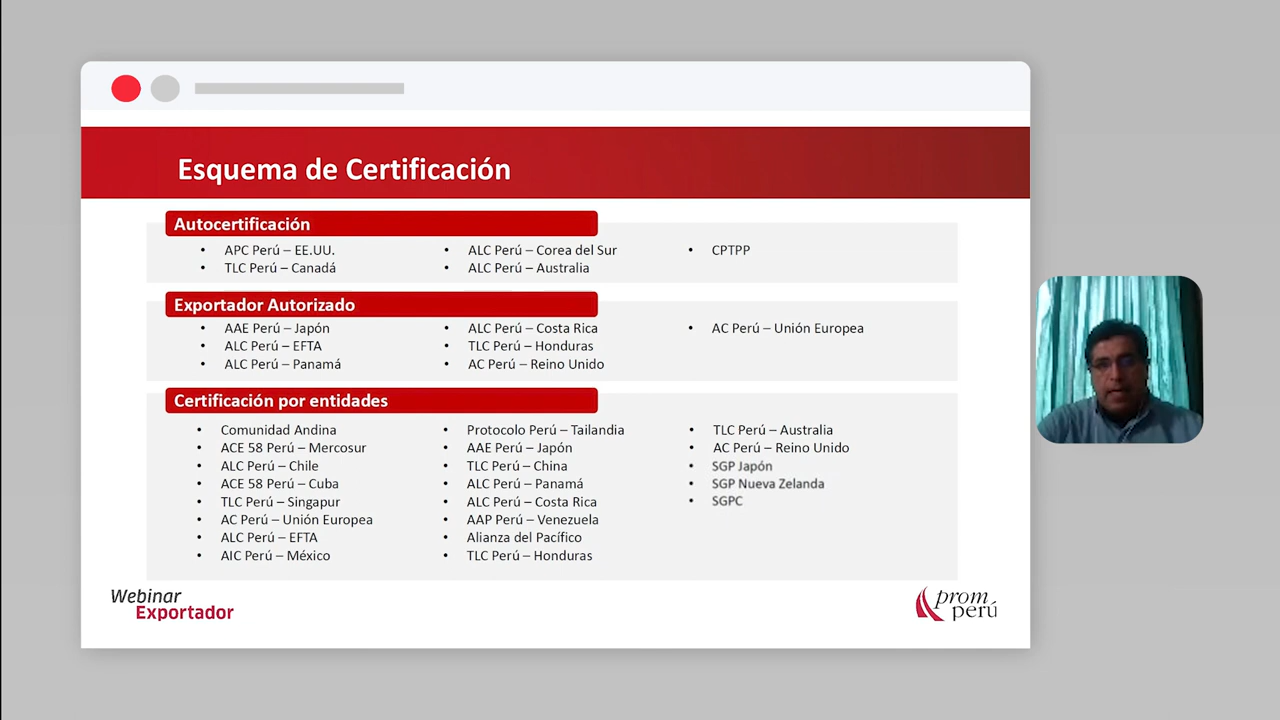 Esquema de Certificación
Autocertificación
• APC Perú – EE.UU.
• TLC Perú – Canadá
• ALC Perú – Corea del Sur
• ALC Perú – Australia
• CPTPP
Exportador Autorizado
• AAE Perú – Japón
• ALC Perú – EFTA
• ALC Perú – Panamá
• ALC Perú – Costa Rica
• TLC Perú – Honduras
• AC Perú – Reino Unido
• AC Perú – Unión Europea
Certificación por entidades
• Comunidad Andina
• ACE 58 Perú – Mercosur
• ALC Perú – Chile
• ACE 58 Perú – Cuba
• TLC Perú – Singapur
• AC Perú – Unión Europea
• ALC Perú – EFTA
• AIC Perú – México
• Protocolo Perú – Tailandia
• AAE Perú – Japón
• TLC Perú – China
• ALC Perú – Panamá
• ALC Perú – Costa Rica
• AAP Perú – Venezuela
• Alianza del Pacífico
• TLC Perú – Honduras
• TLC Perú – Australia
• AC Perú – Reino Unido
• SGP Japón
• SGP Nueva Zelanda
• SGPC
Webinar
Exportador
prom
perú